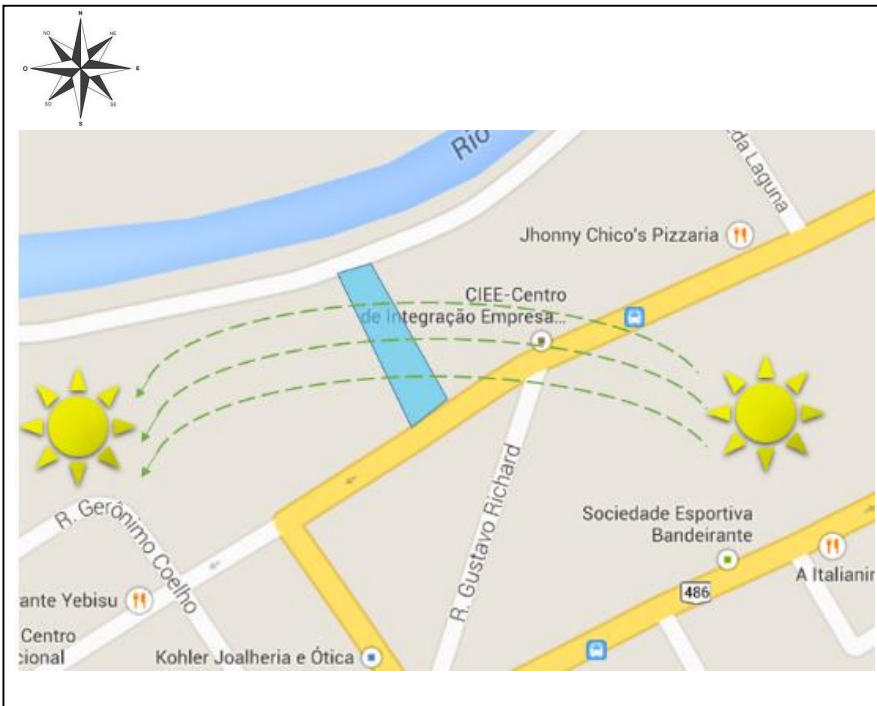 N
NO
NE
O
E
SO
SE
S
Rio
da Laguna
Jhonny Chico's Pizzaria
CIEE-Centro
de Integração Empresa...
R. Gustavo Richard
R. Gerônimo Coelho
Sociedade Esportiva
Bandeirante
A Italianin
486
ante Yebisu
Centro
cional
Kohler Joalheria e Ótica